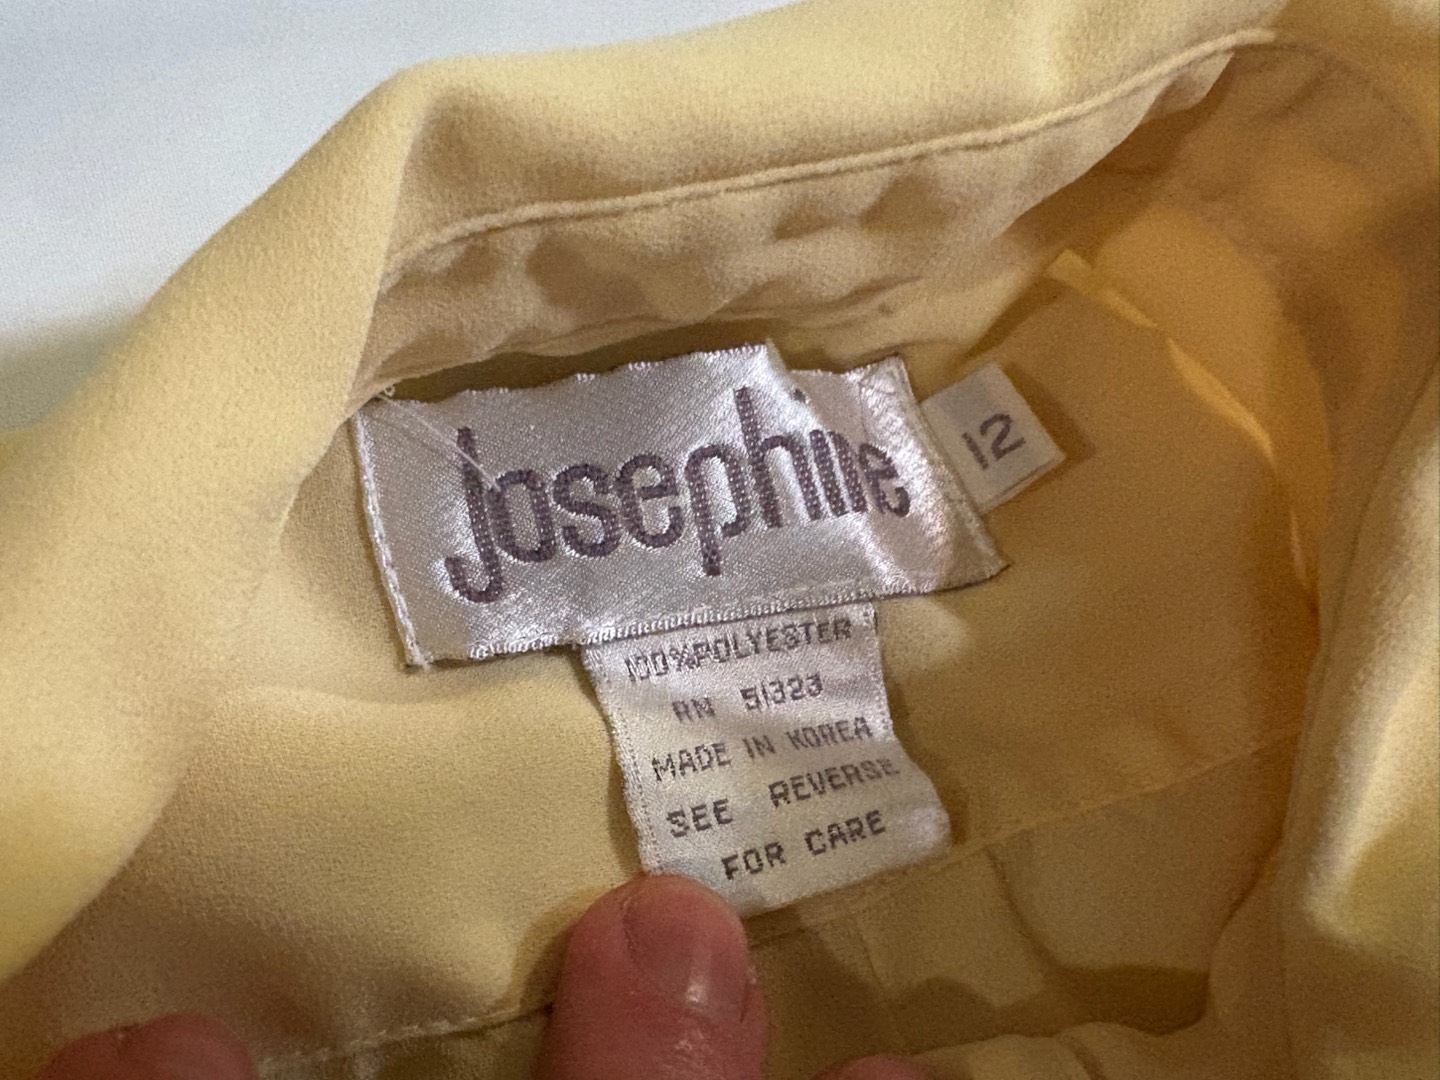 Josephine
12
100%POLYESTER
RN 51323
MADE IN KOREA
SEE REVERSE
FOR CARE